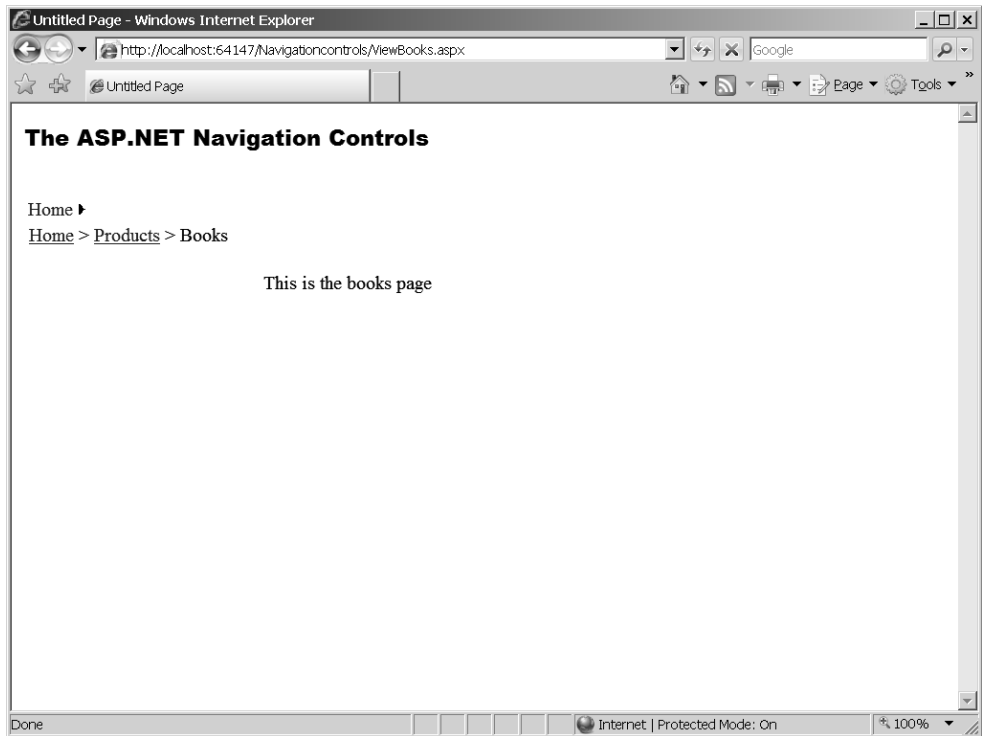 Untitled Page - Windows Internet Explorer
http://localhost:64147/Navigationcontrols/ViewBooks.aspx
Google
Untitled Page
Page
Tools
The ASP.NET Navigation Controls
Home
Home > Products > Books
This is the books page
Done
Internet | Protected Mode: On
100%